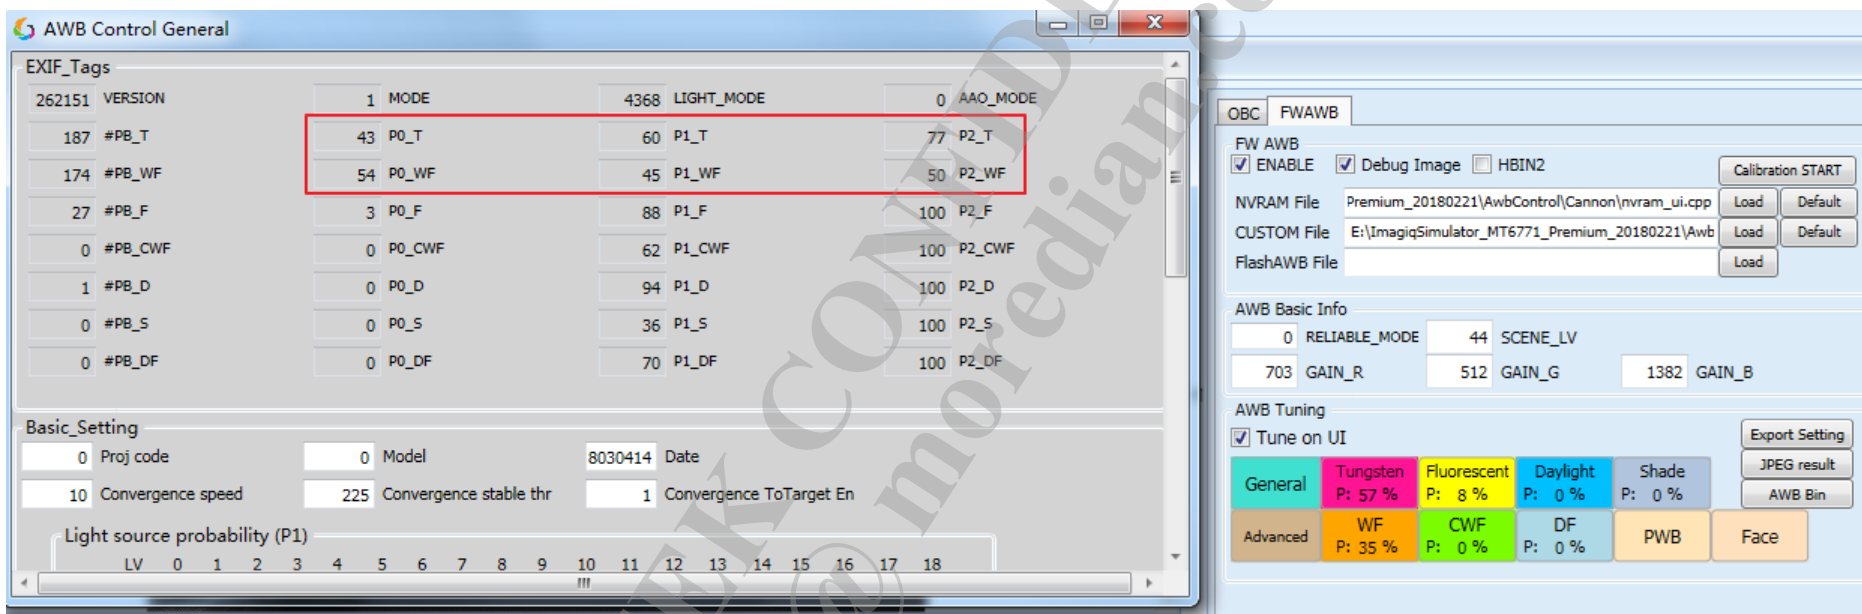 AWB Control General
EXIF_Tags
262151 VERSION 1 MODE 4368 LIGHT_MODE 0 AAO_MODE
187 #PB_T 43 P0_T 60 P1_T 77 P2_T
174 #PB_WF 54 P0_WF 45 P1_WF 50 P2_WF
27 #PB_F 3 P0_F 88 P1_F 100 P2_F
0 #PB_CWF 0 P0_CWF 62 P1_CWF 100 P2_CWF
1 #PB_D 0 P0_D 94 P1_D 100 P2_D
0 #PB_S 0 P0_S 36 P1_S 100 P2_S
0 #PB_DF 0 P0_DF 70 P1_DF 100 P2_DF
Basic_Setting
0 Proj code 0 Model 8030414 Date
10 Convergence speed 225 Convergence stable thr 1 Convergence ToTarget En
Light source probability (P1)
LV 0 1 2 3 4 5 6 7 8 9 10 11 12 13 14 15 16 17 18
OBC FWAWB
FW AWB
ENABLE Debug Image HBIN2 Calibration START
NVRAM File Premium_20180221\AwbControl\Cannon\nvram_ui.cpp Load Default
CUSTOM File E:\ImagiqSimulator_MT6771_Premium_20180221\Awb Load Default
FlashAWB File Load
AWB Basic Info
0 RELIABLE_MODE 44 SCENE_LV
703 GAIN_R 512 GAIN_G 1382 GAIN_B
AWB Tuning
Tune on UI Export Setting
JPEG result
AWB Bin
General Tungsten Fluorescent Daylight Shade
P: 57 % P: 8 % P: 0 % P: 0 %
Advanced WF CWF DF PWB Face
P: 35 % P: 0 % P: 0 %
EK CONFIDE
@ moredian.c